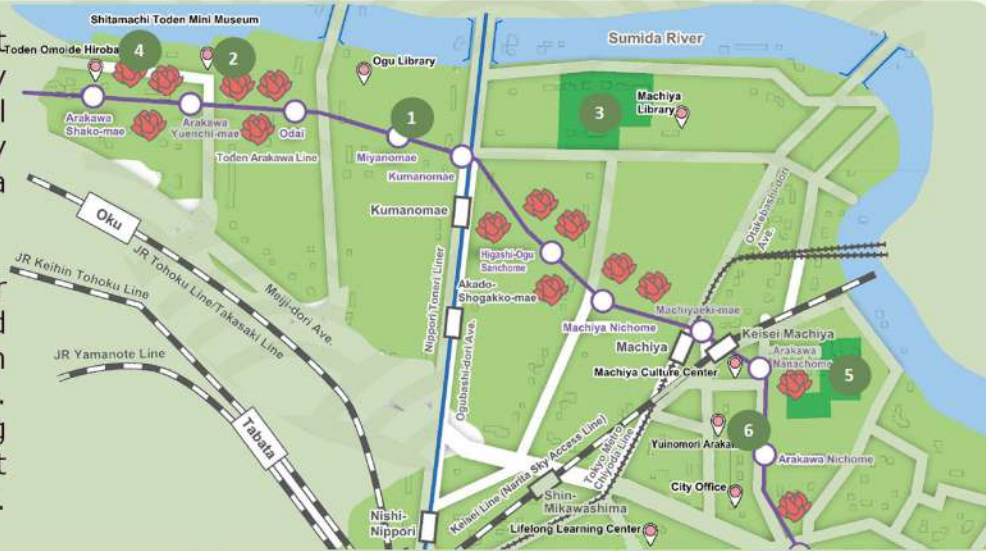 Shitamachi Toden Mini Museum
Toden Omoide Hiroba
4
2
Ogu Library
Sumida River
Machiya
Library
3
1
Arakawa
Shako-mae
Arakawa
Yuenchi-mae
Odai
Toden Arakawa Line
Miyanomae
Kumanomae
Kumanomae
Oku
JR Tohoku Line/Takasaki Line
JR Keihin Tohoku Line
JR Yamanote Line
Meiji-dori Ave.
Tabata
Nippori Toneri Liner
Ogubashi-dori Ave.
Higashi-Ogu
Sanchome
Akado-
Shogakko-mae
Machiya Nichome
Otakebashi-dori
Ave.
Machiyaeki-mae
Keisei Machiya
Machiya
Machiya Culture Center
Arakawa
Nanachome
5
6
Arakawa Nichome
City Office
Keisei Line (Narita Sky Access Line)
Tokyo Metro
Chiyoda Line
Shin-
Mikawashima
Nishi-
Nippori
Lifelong Learning Center